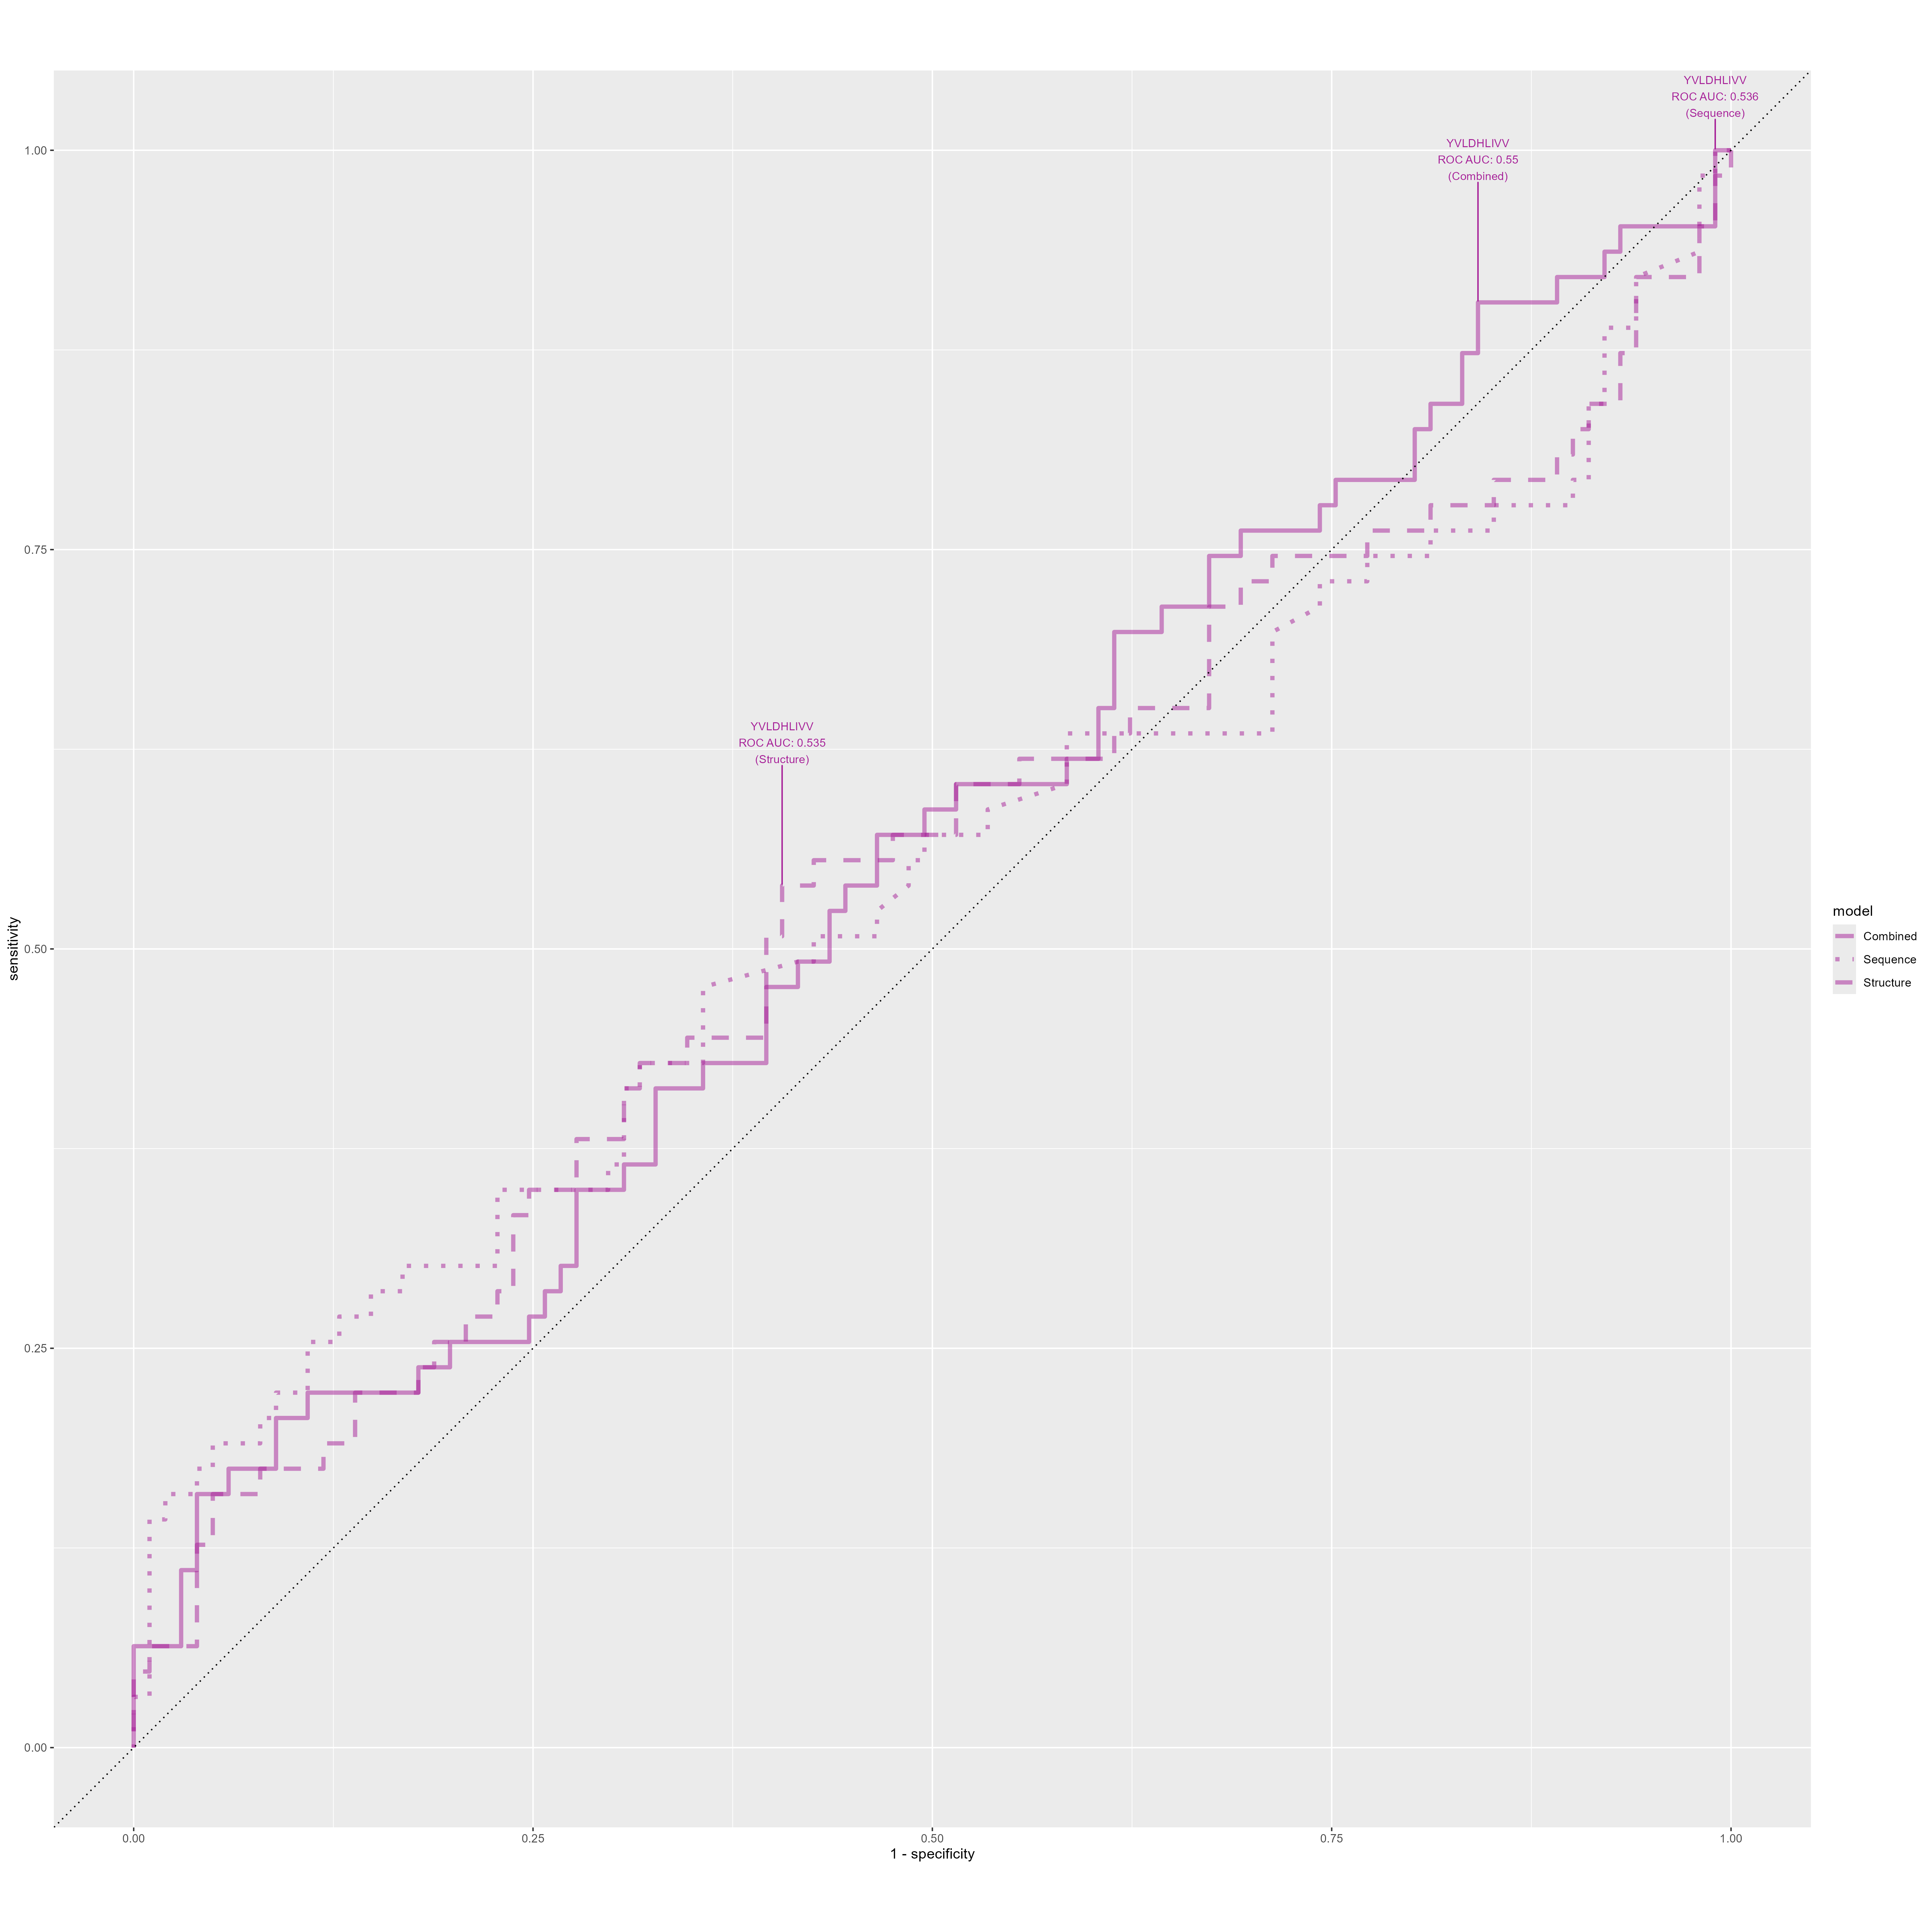 YVLDHLIVV
ROC AUC: 0.536
(Sequence)
YVLDHLIVV
ROC AUC: 0.55
(Combined)
YVLDHLIVV
ROC AUC: 0.535
(Structure)
1.00
0.75
0.50
0.25
0.00
sensitivity
0.00
0.25
0.50
0.75
1.00
1 - specificity
model
Combined
Sequence
Structure